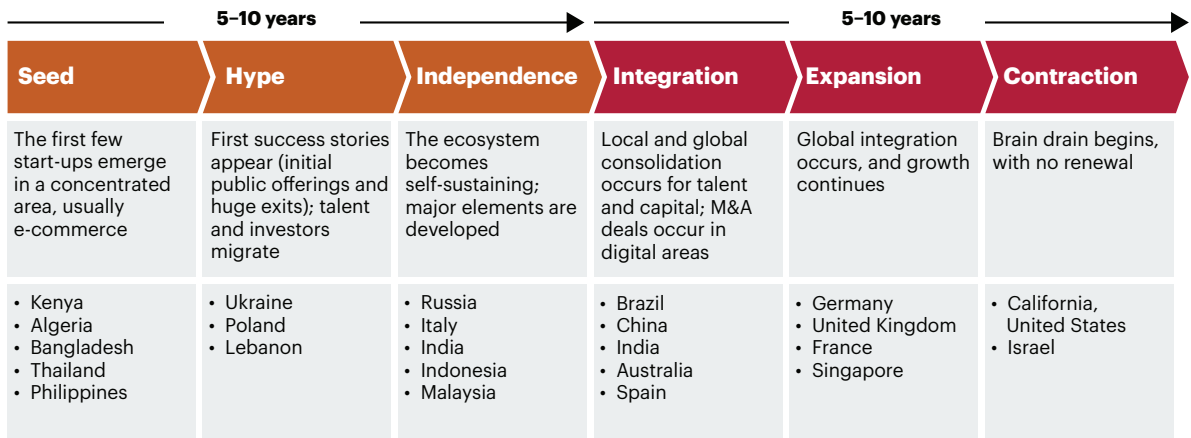 5–10 years
5–10 years
Seed
Hype
Independence
Integration
Expansion
Contraction
The first few
start-ups emerge
in a concentrated
area, usually
e-commerce
First success stories
appear (initial
public offerings and
huge exits); talent
and investors
migrate
The ecosystem
becomes
self-sustaining;
major elements are
developed
Local and global
consolidation
occurs for talent
and capital; M&A
deals occur in
digital areas
Global integration
occurs, and growth
continues
Brain drain begins,
with no renewal
• Kenya
• Algeria
• Bangladesh
• Thailand
• Philippines
• Ukraine
• Poland
• Lebanon
• Russia
• Italy
• India
• Indonesia
• Malaysia
• Brazil
• China
• India
• Australia
• Spain
• Germany
• United Kingdom
• France
• Singapore
• California,
United States
• Israel